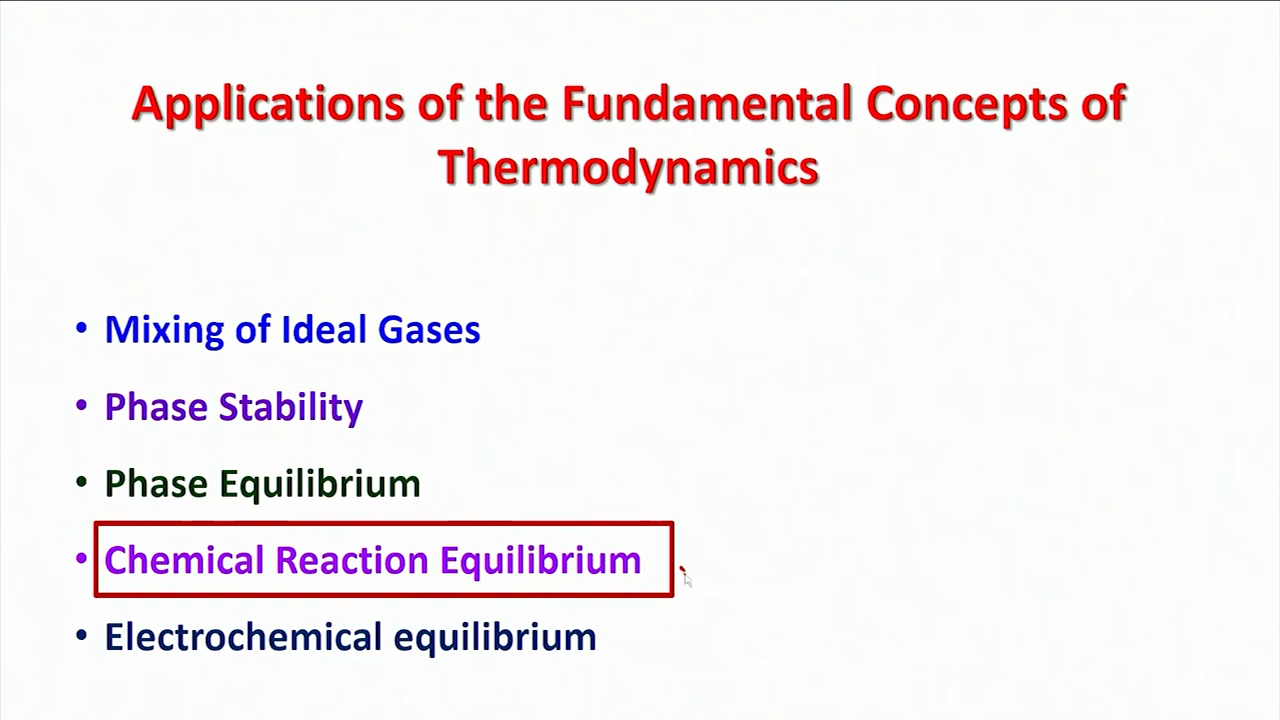 Applications of the Fundamental Concepts of
Thermodynamics
• Mixing of Ideal Gases
• Phase Stability
• Phase Equilibrium
• Chemical Reaction Equilibrium
• Electrochemical equilibrium